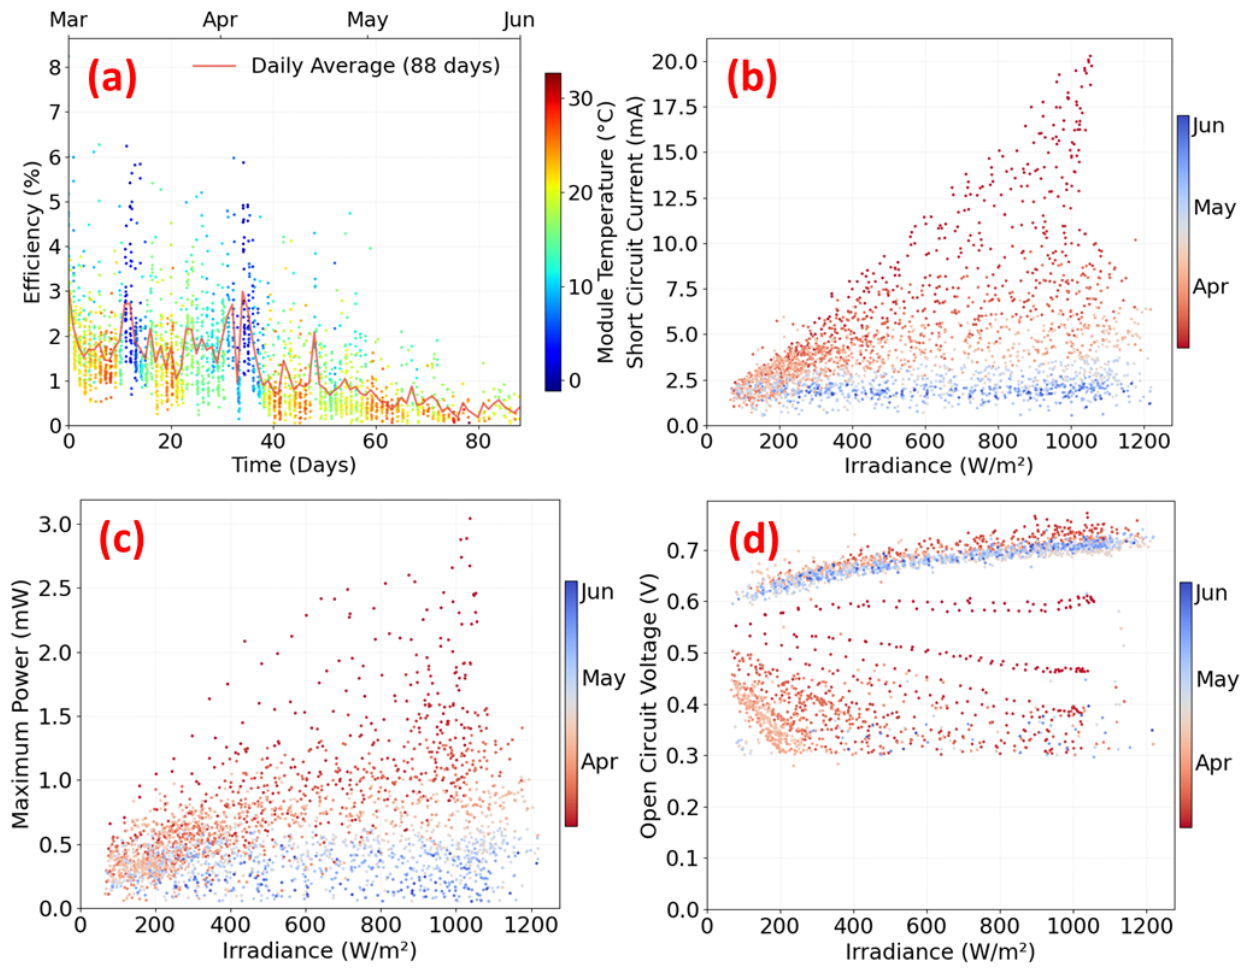 Mar Apr May Jun
(a)
Daily Average (88 days)
8
7
6
5
4
3
2
1
0
Efficiency (%)
0 20 40 60 80
Time (Days)
30
20
10
0
Module Temperature (°C)
(b)
20.0
17.5
15.0
12.5
10.0
7.5
5.0
2.5
0.0
Short Circuit Current (mA)
0 200 400 600 800 1000 1200
Irradiance (W/m²)
Jun
May
Apr
(c)
3.0
2.5
2.0
1.5
1.0
0.5
0.0
Maximum Power (mW)
0 200 400 600 800 1000 1200
Irradiance (W/m²)
Jun
May
Apr
(d)
0.7
0.6
0.5
0.4
0.3
0.2
0.1
0.0
Open Circuit Voltage (V)
0 200 400 600 800 1000 1200
Irradiance (W/m²)
Jun
May
Apr